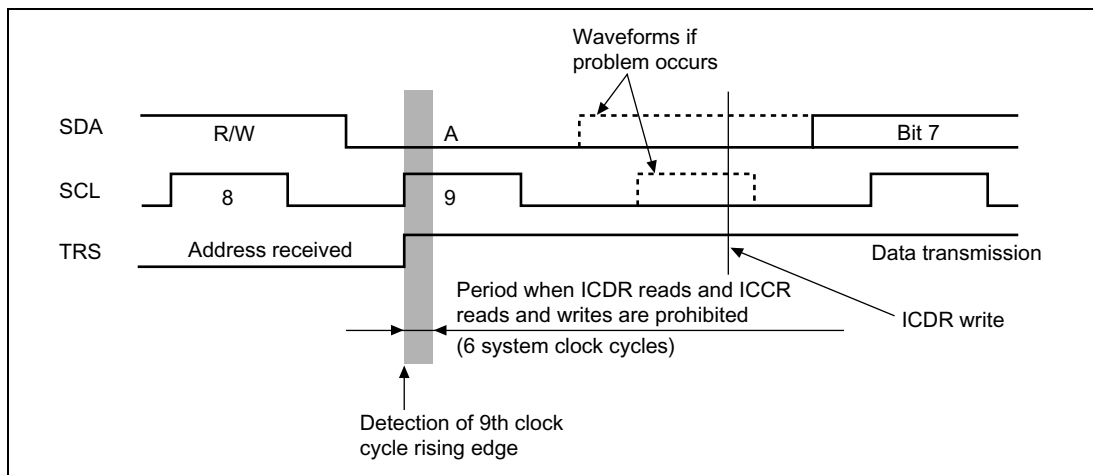 Waveforms if
problem occurs
SDA
R/W
A
Bit 7
SCL
8
9
TRS
Address received
Data transmission
Period when ICDR reads and ICCR
reads and writes are prohibited
(6 system clock cycles)
ICDR write
Detection of 9th clock
cycle rising edge